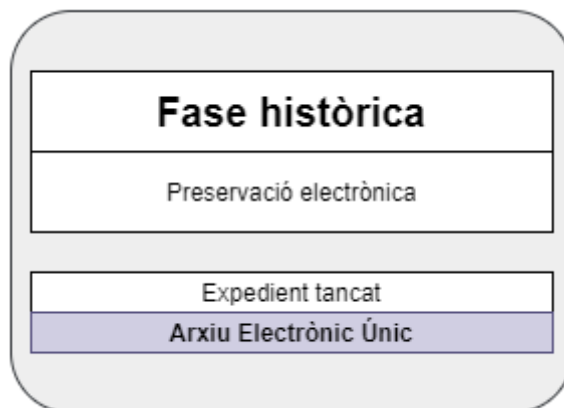 Fase històrica
Preservació electrònica
Expedient tancat
Arxiu Electrònic Únic